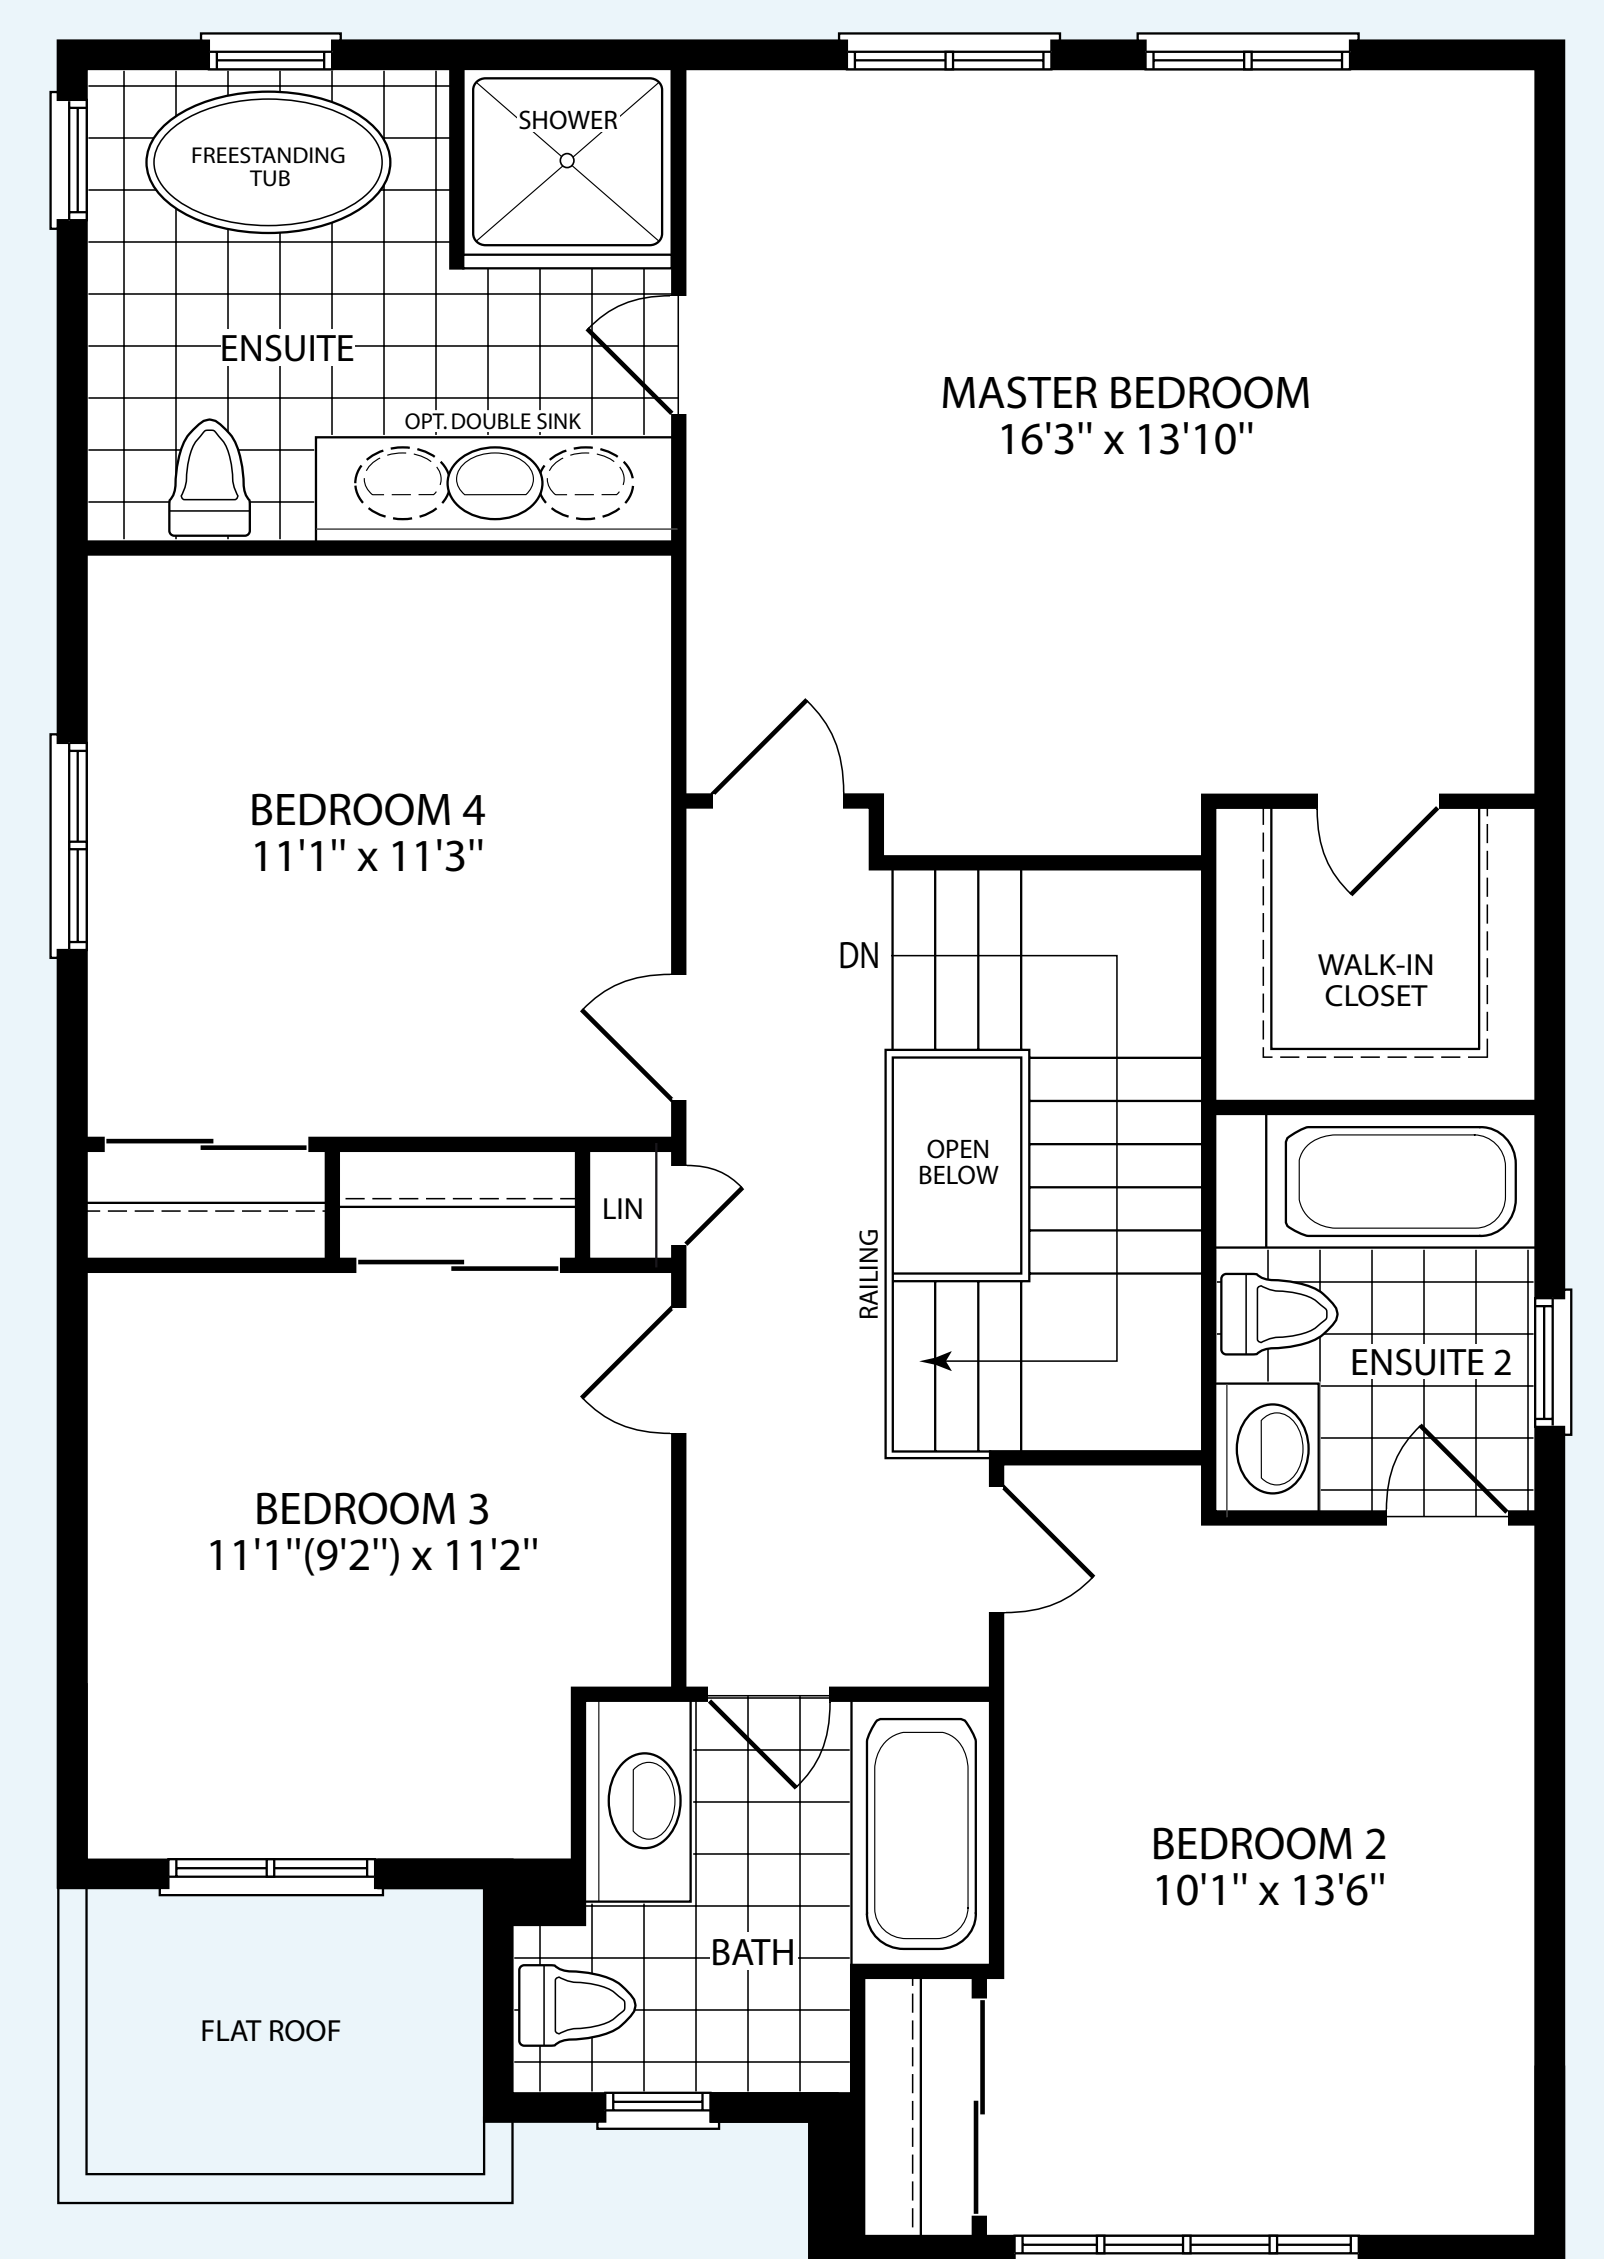 SHOWER
FREESTANDING
TUB
ENSUITE
OPT. DOUBLE SINK
MASTER BEDROOM
16'3" x 13'10"
BEDROOM 4
11'1" x 11'3"
DN
WALK-IN
CLOSET
OPEN
BELOW
LIN
RAILING
ENSUITE 2
BEDROOM 3
11'1"(9'2") x 11'2"
BEDROOM 2
10'1" x 13'6"
BATH
FLAT ROOF